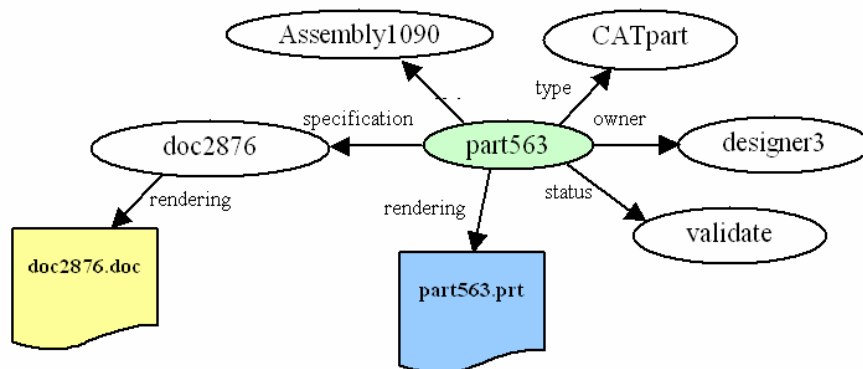 Assembly1090
CATpart
type
specification
owner
doc2876
part563
designer3
rendering
rendering
status
validate
doc2876.doc
part563.prt